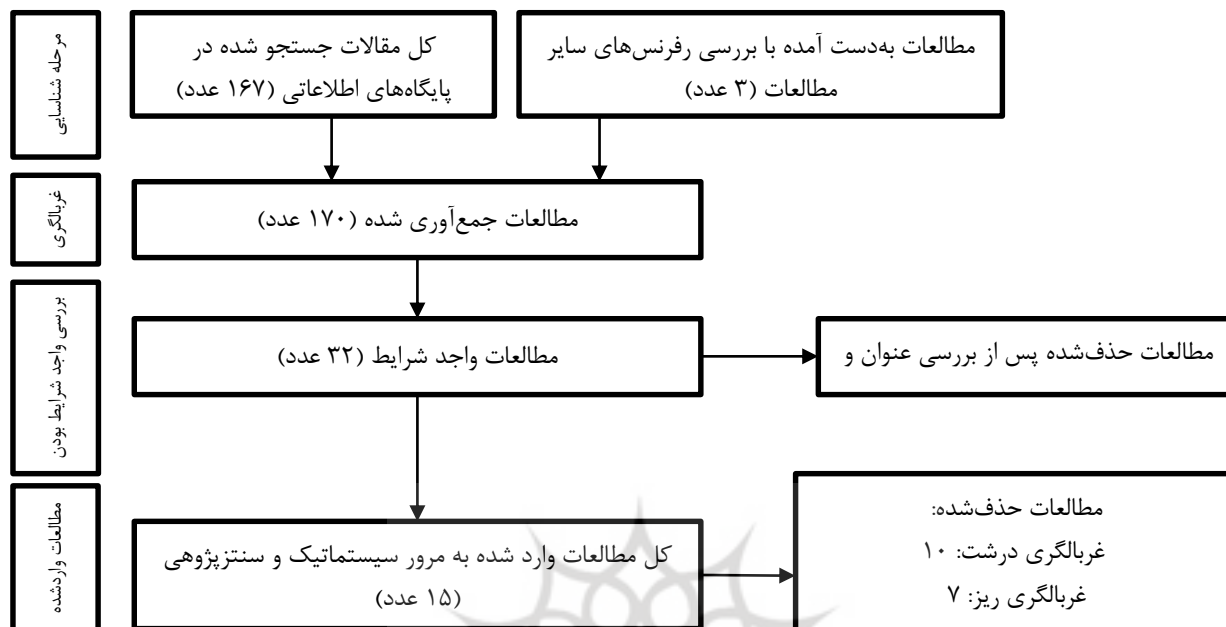 مرحله شناسایی
کل مقالات جستجو شده در
پایگاه‌های اطلاعاتی (۱۶۷ عدد)
مطالعات به‌دست آمده با بررسی رفرنس‌های سایر
مطالعات (۳ عدد)
غربالگری
مطالعات جمع‌آوری شده (۱۷۰ عدد)
بررسی واجد شرایط بودن
مطالعات واجد شرایط (۳۲ عدد)
مطالعات حذف‌شده پس از بررسی عنوان و
مطالعات واردشده
کل مطالعات وارد شده به مرور سیستماتیک و سنتزپژوهی
(۱۵ عدد)
مطالعات حذف‌شده:
غربالگری درشت: ۱۰
غربالگری ریز: ۷